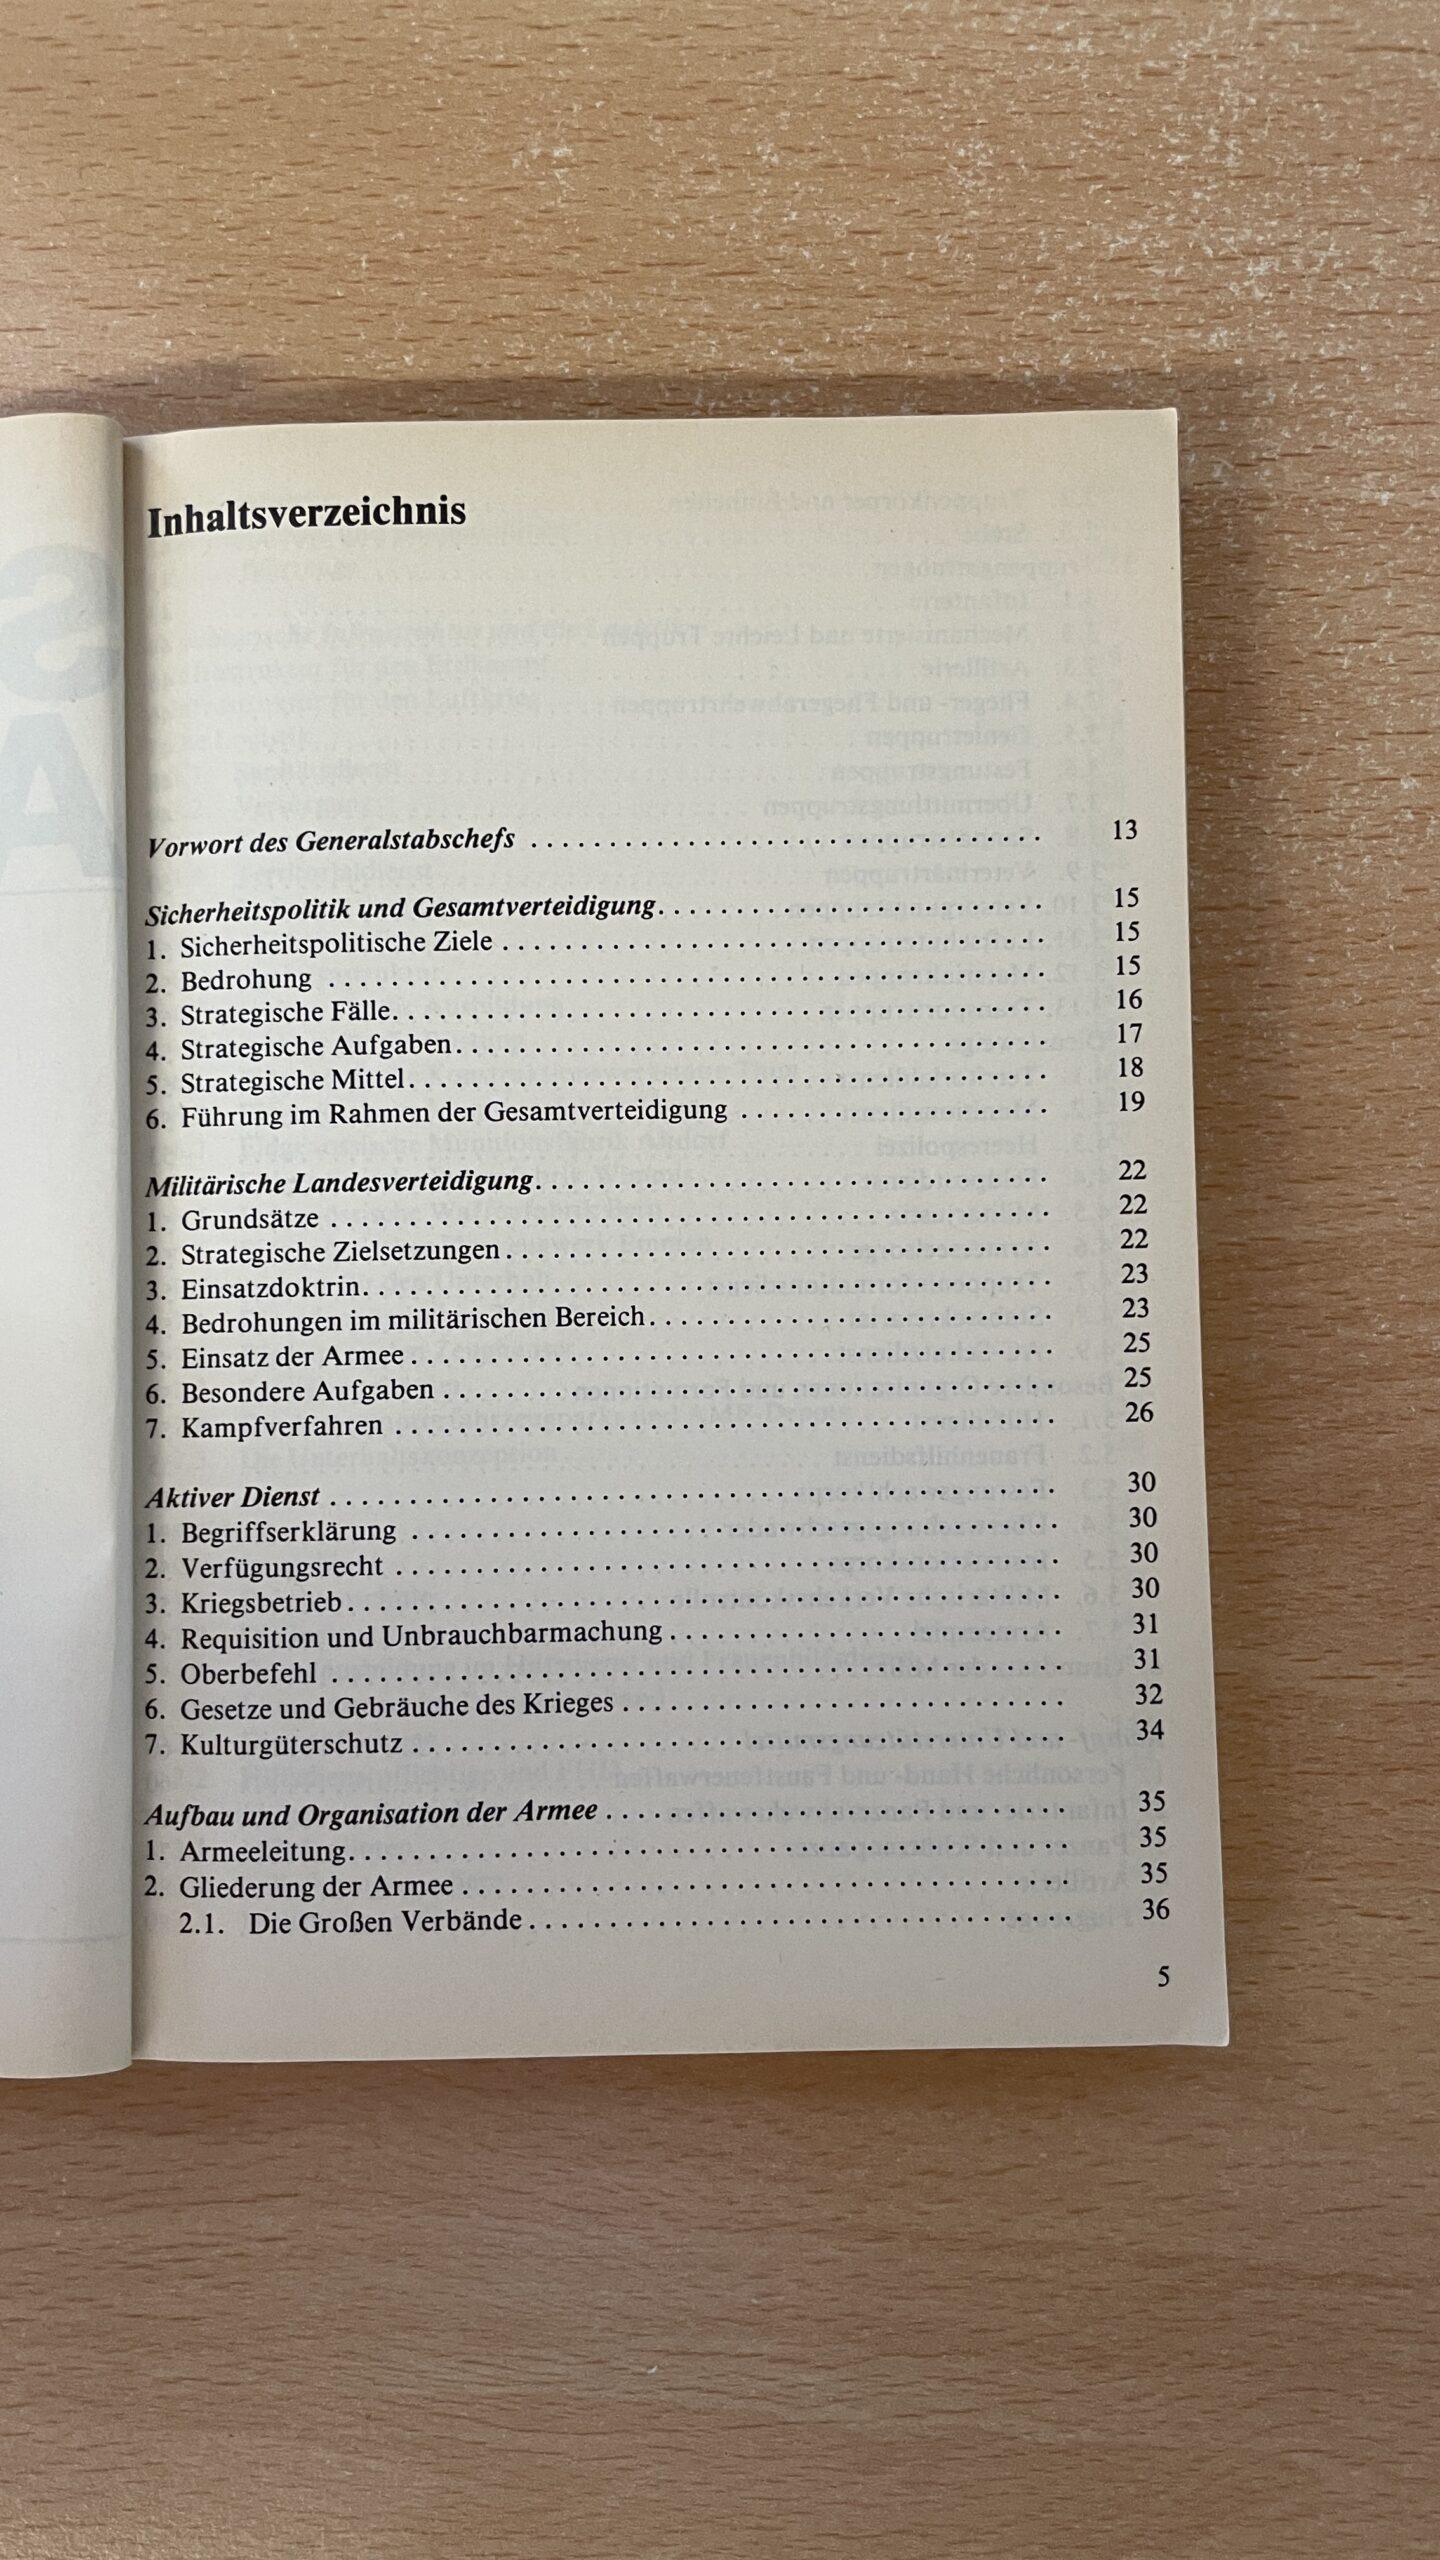 Inhaltsverzeichnis
Vorwort des Generalstabschefs ................................. 13
Sicherheitspolitik und Gesamtverteidigung......................... 15
1. Sicherheitspolitische Ziele ................................... 15
2. Bedrohung .............................................. 15
3. Strategische Fälle.......................................... 16
4. Strategische Aufgaben...................................... 17
5. Strategische Mittel......................................... 18
6. Führung im Rahmen der Gesamtverteidigung .................... 19
Militärische Landesverteidigung................................. 22
1. Grundsätze .............................................. 22
2. Strategische Zielsetzungen................................... 22
3. Einsatzdoktrin............................................ 23
4. Bedrohungen im militärischen Bereich.......................... 23
5. Einsatz der Armee......................................... 25
6. Besondere Aufgaben ....................................... 25
7. Kampfverfahren .......................................... 26
Aktiver Dienst .............................................. 30
1. Begriffserklärung ......................................... 30
2. Verfügungsrecht .......................................... 30
3. Kriegsbetrieb............................................. 30
4. Requisition und Unbrauchbarmachung.......................... 31
5. Oberbefehl .............................................. 31
6. Gesetze und Gebräuche des Krieges ............................ 32
7. Kulturgüterschutz ......................................... 34
Aufbau und Organisation der Armee .............................. 35
1. Armeeleitung............................................. 35
2. Gliederung der Armee ...................................... 35
2.1. Die Großen Verbände.................................... 36
5